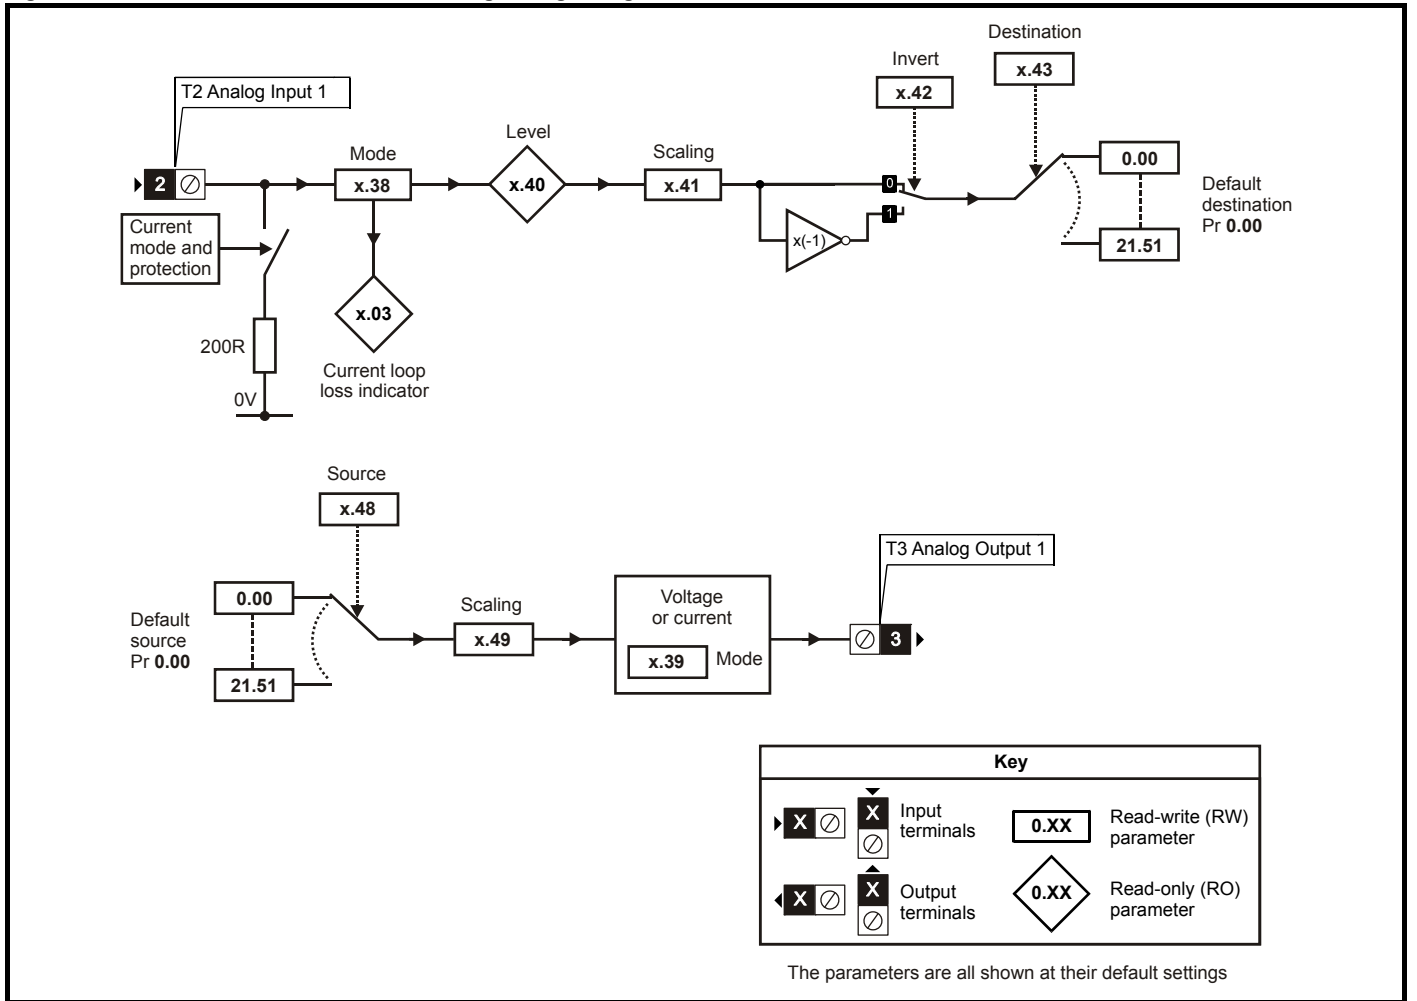 Destination
x.43
Invert
x.42
T2 Analog Input 1
Level
Mode
Scaling
2
x.38
x.40
x.41
0
1
x(-1)
0.00
21.51
Default
destination
Pr 0.00
Current
mode and
protection
x.03
200R
Current loop
loss indicator
0V
Source
x.48
T3 Analog Output 1
0.00
Default
source
Pr 0.00
21.51
Scaling
x.49
Voltage
or current
x.39
Mode
3
Key
X
X
Input
terminals
0.XX
Read-write (RW)
parameter
X
X
Output
terminals
0.XX
Read-only (RO)
parameter
The parameters are all shown at their default settings